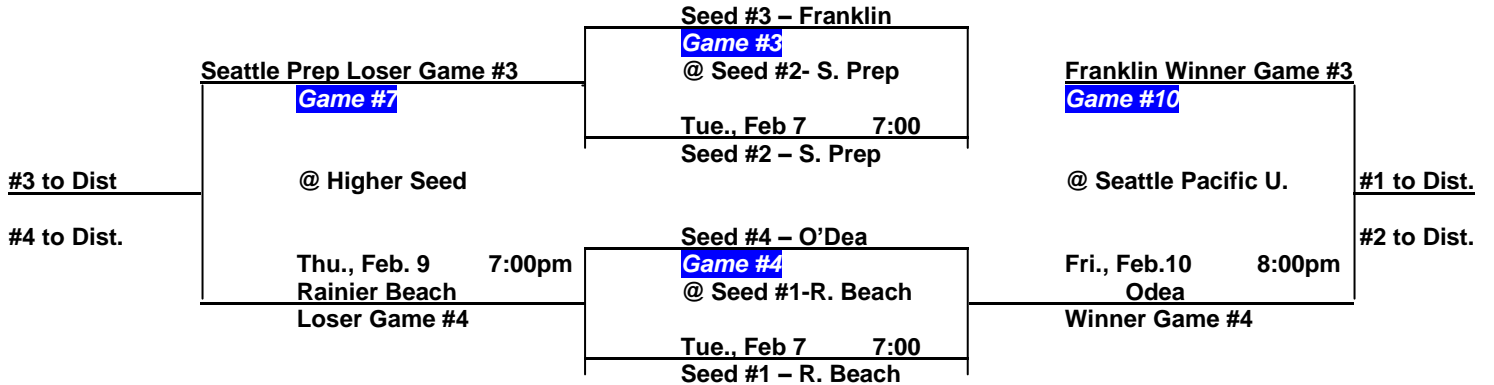 Seed #3 – Franklin
Game #3
Seattle Prep Loser Game #3
@ Seed #2- S. Prep
Franklin Winner Game #3
Game #7
Game #10
Tue., Feb 7 7:00
Seed #2 – S. Prep
#3 to Dist
@ Higher Seed
@ Seattle Pacific U.
#1 to Dist.
#4 to Dist.
Seed #4 – O'Dea
#2 to Dist.
Thu., Feb. 9 7:00pm
Game #4
Fri., Feb.10 8:00pm
Rainier Beach
@ Seed #1-R. Beach
Odea
Loser Game #4
Winner Game #4
Tue., Feb 7 7:00
Seed #1 – R. Beach